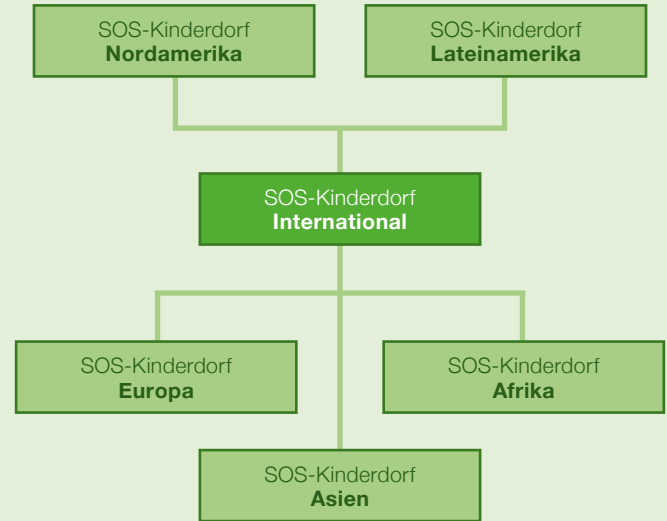 SOS-Kinderdorf
Nordamerika
SOS-Kinderdorf
Lateinamerika
SOS-Kinderdorf
International
SOS-Kinderdorf
Europa
SOS-Kinderdorf
Afrika
SOS-Kinderdorf
Asien